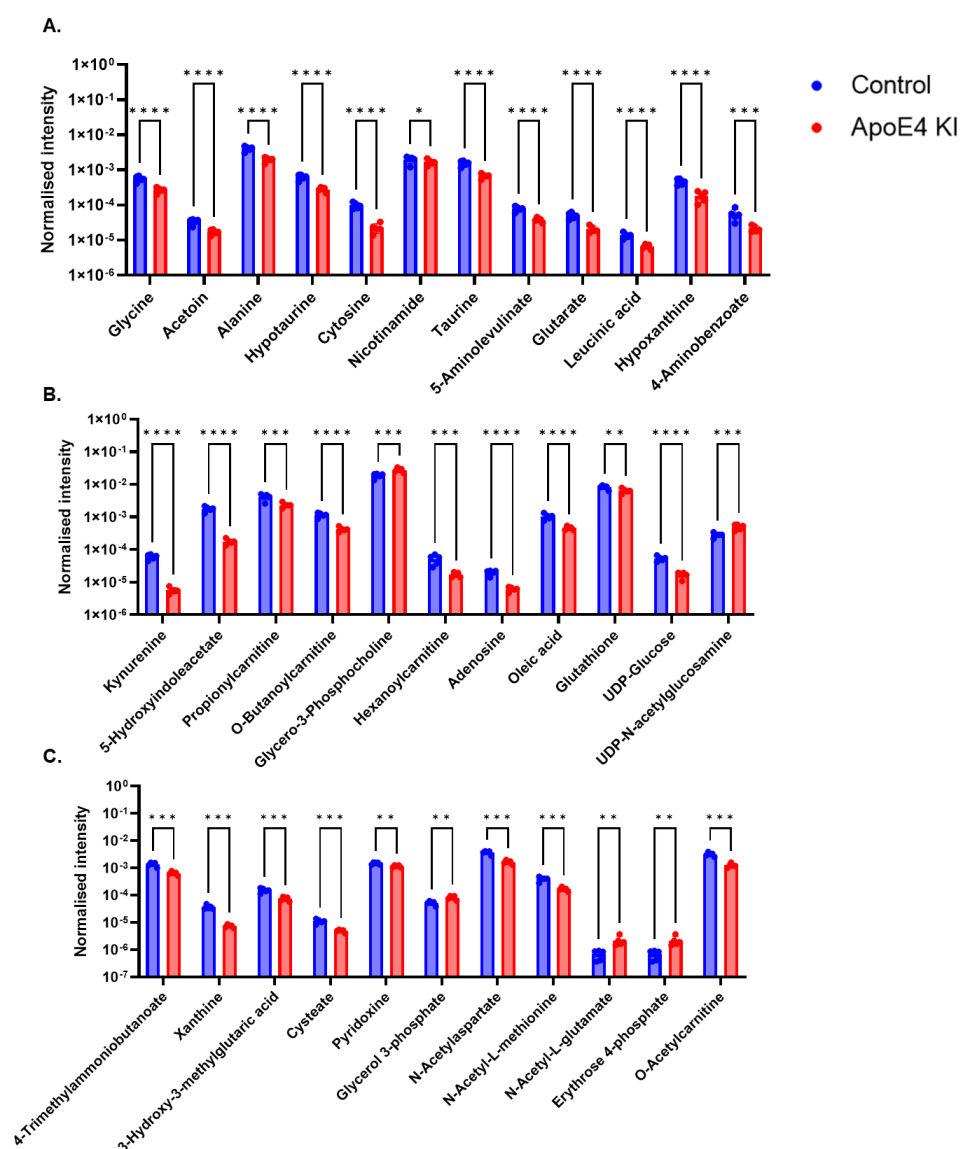 A.
Normalised intensity
1×10⁰
1×10⁻¹
1×10⁻²
1×10⁻³
1×10⁻⁴
1×10⁻⁵
1×10⁻⁶
**** **** **** **** **** * **** **** **** **** **** ***
Control
ApoE4 KI
Glycine
Acetoin
Alanine
Hypotaurine
Cytosine
Nicotinamide
Taurine
5-Aminolevulinate
Glutarate
Leucinic acid
Hypoxanthine
4-Aminobenzoate
B.
Normalised intensity
1×10⁰
1×10⁻¹
1×10⁻²
1×10⁻³
1×10⁻⁴
1×10⁻⁵
1×10⁻⁶
**** **** *** **** *** *** **** **** ** **** ***
Kynurenine
5-Hydroxyindoleacetate
Propionylcarnitine
O-Butanoylcarnitine
Glycero-3-Phosphocholine
Hexanoylcarnitine
Adenosine
Oleic acid
Glutathione
UDP-Glucose
UDP-N-acetylglucosamine
C.
Normalised intensity
10⁰
10⁻¹
10⁻²
10⁻³
10⁻⁴
10⁻⁵
10⁻⁶
10⁻⁷
*** *** *** *** ** ** *** *** ** ** ***
4-Trimethylammoniobutanoate
Xanthine
3-Hydroxy-3-methylglutaric acid
Cysteate
Pyridoxine
Glycerol 3-phosphate
N-Acetylaspartate
N-Acetyl-L-methionine
N-Acetyl-L-glutamate
Erythrose 4-phosphate
O-Acetylcarnitine